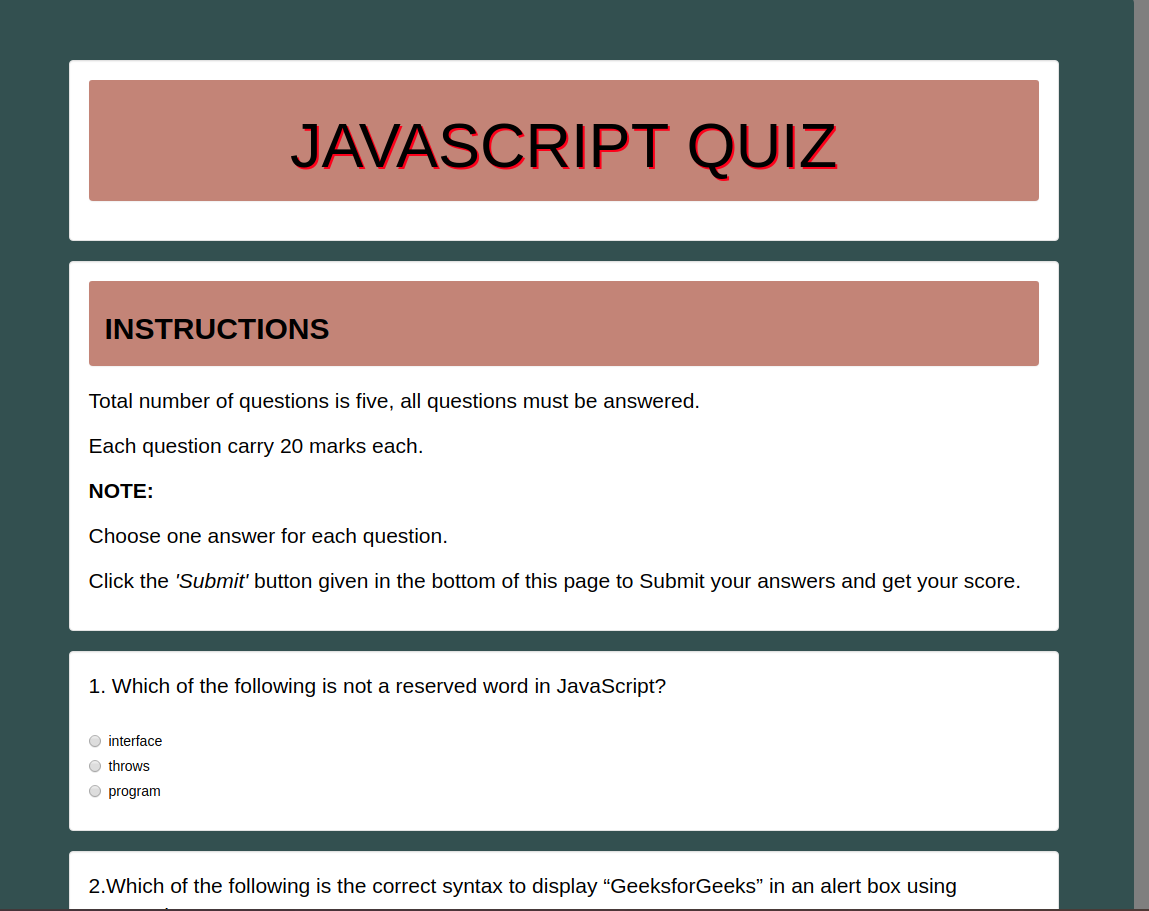 JAVASCRIPT QUIZ
INSTRUCTIONS
Total number of questions is five, all questions must be answered.
Each question carry 20 marks each.
NOTE:
Choose one answer for each question.
Click the 'Submit' button given in the bottom of this page to Submit your answers and get your score.
1. Which of the following is not a reserved word in JavaScript?
interface
throws
program
2.Which of the following is the correct syntax to display “GeeksforGeeks” in an alert box using